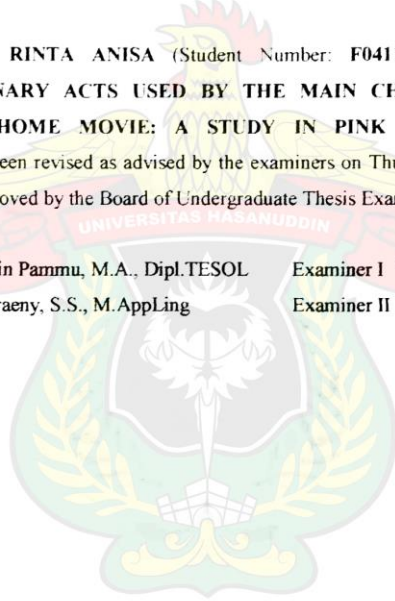 RINTA ANISA (Student Number: F041
NARY ACTS USED BY THE MAIN CH
HOME MOVIE: A STUDY IN PINK
een revised as advised by the examiners on Thu
oved by the Board of Undergraduate Thesis Exa
UNIVERSITAS HASANUDDIN
in Pammu, M.A., Dipl.TESOL Examiner I
raeny, S.S., M.AppLing Examiner II